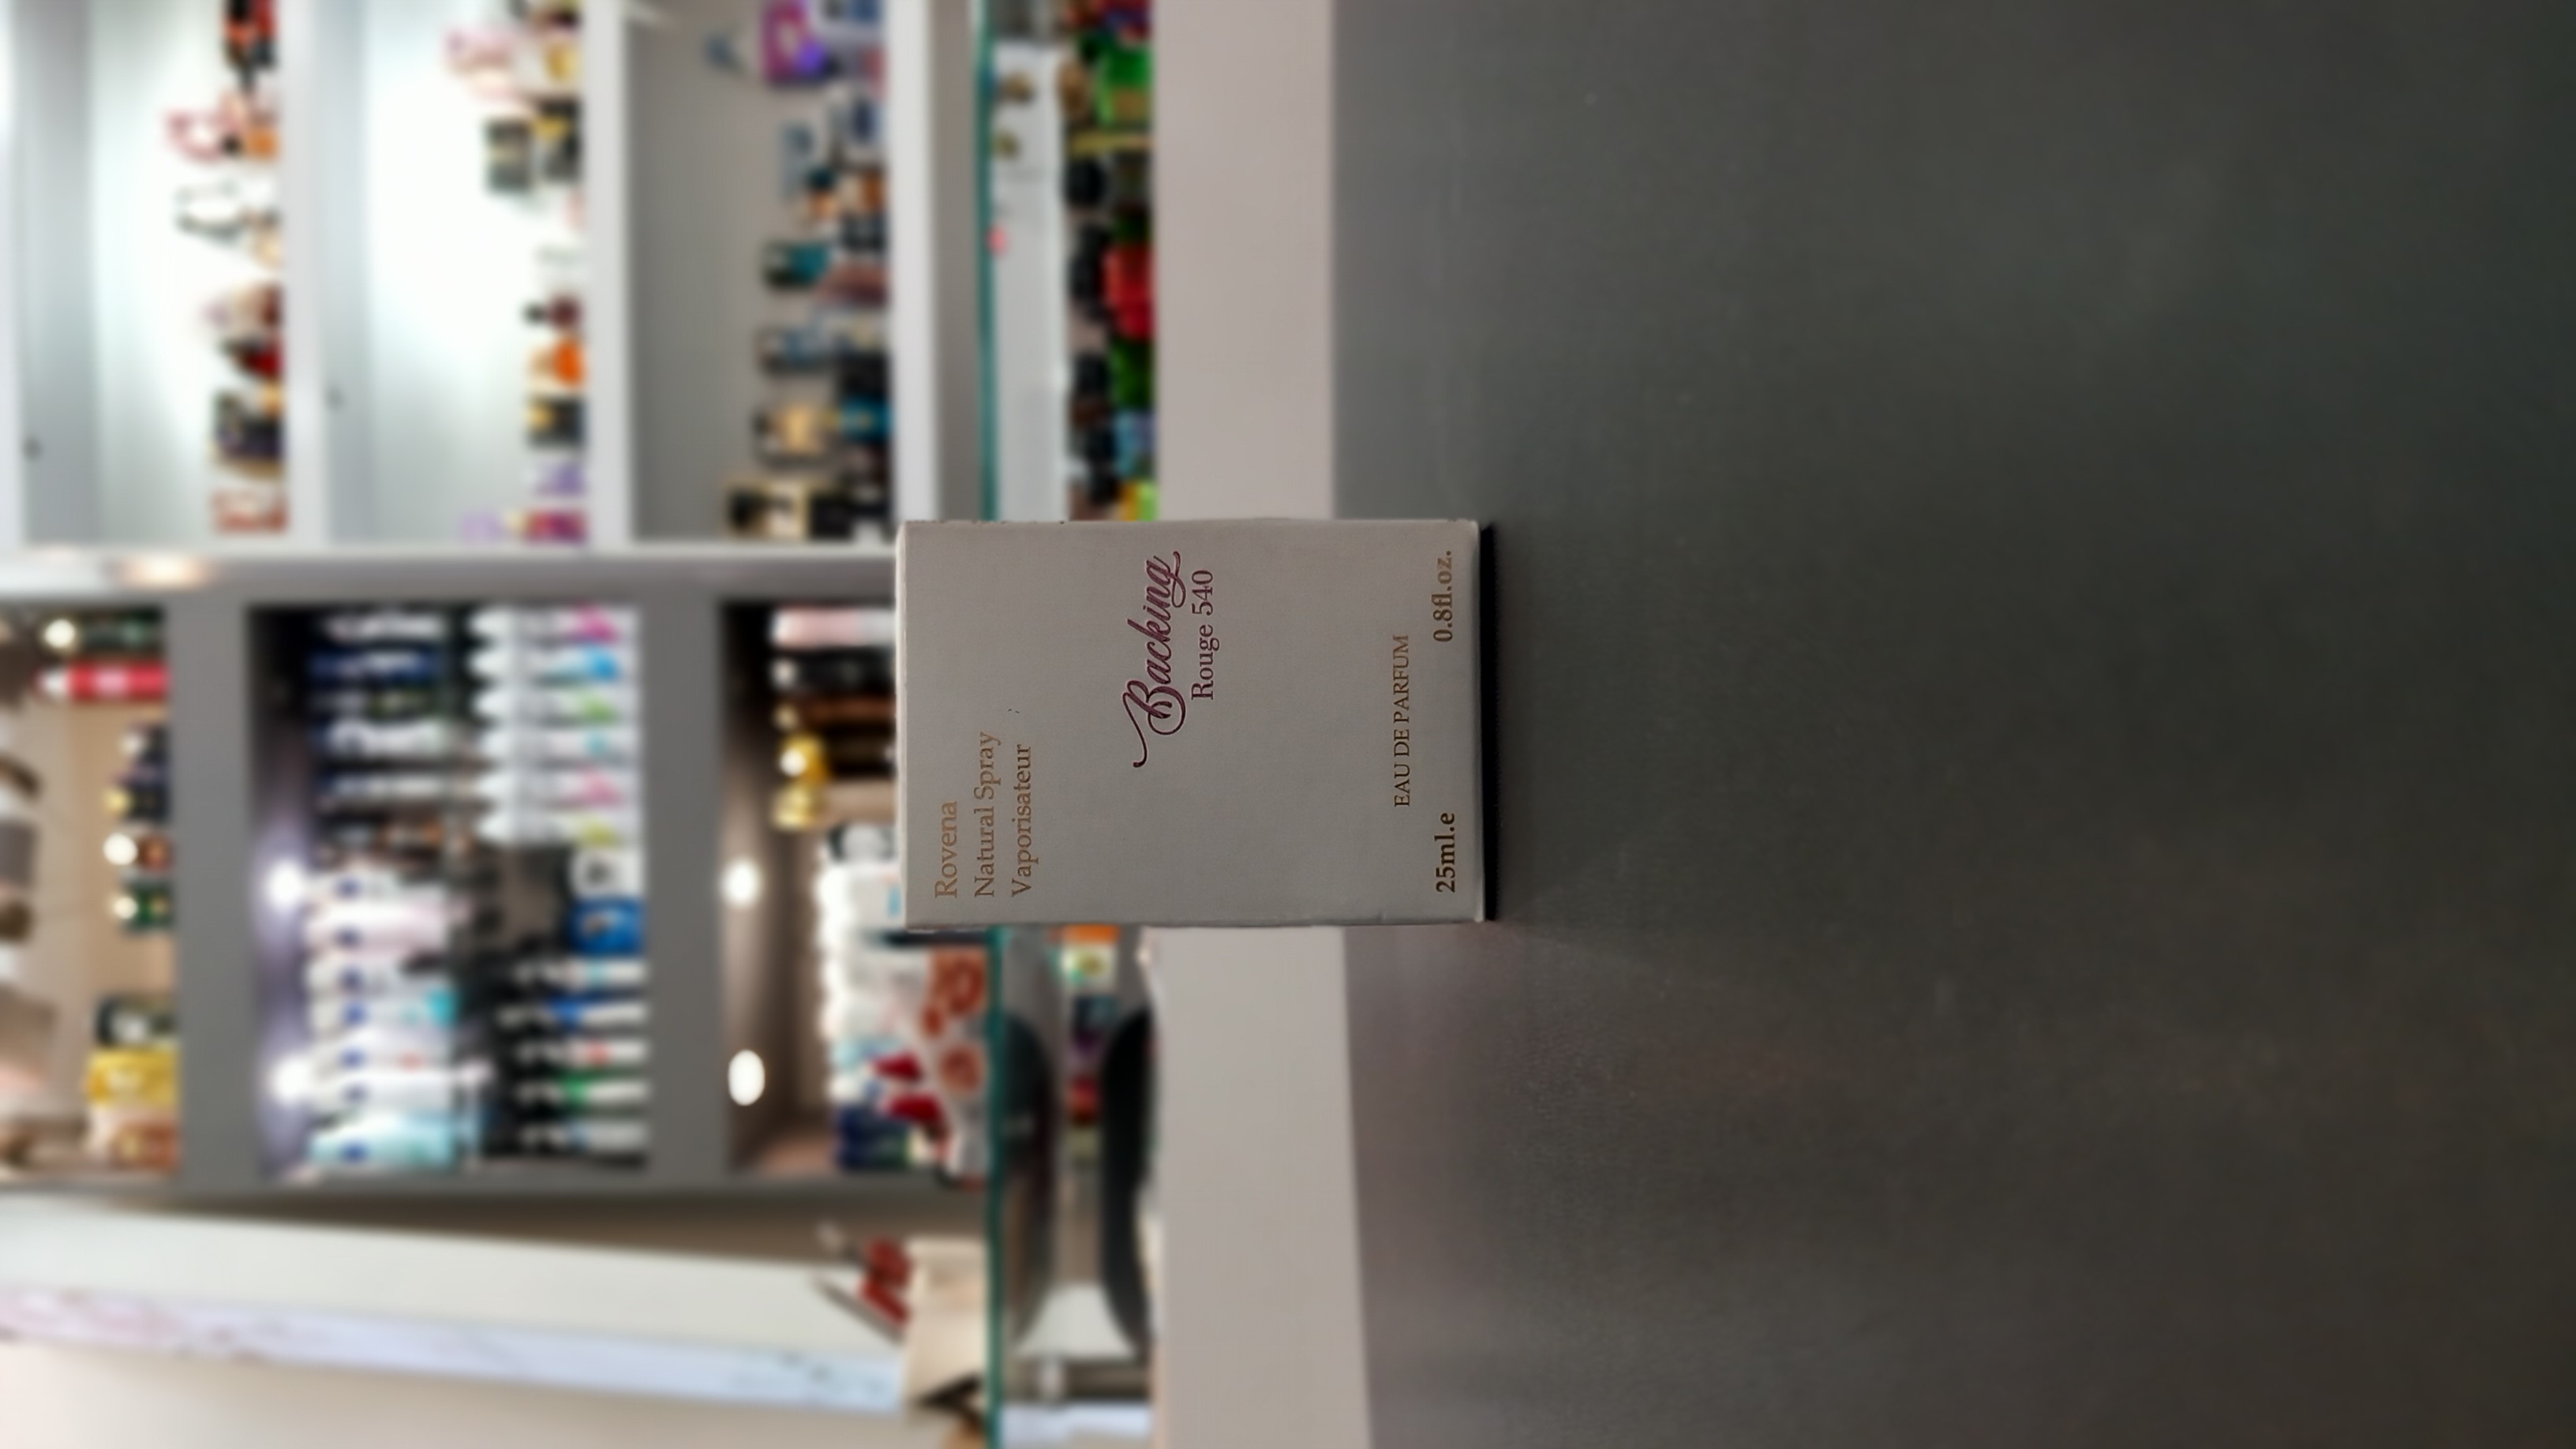 Rovena
Natural Spray
Vaporisateur
Backing
Rouge 540
EAU DE PARFUM
25ml.e 0.8fl.oz.